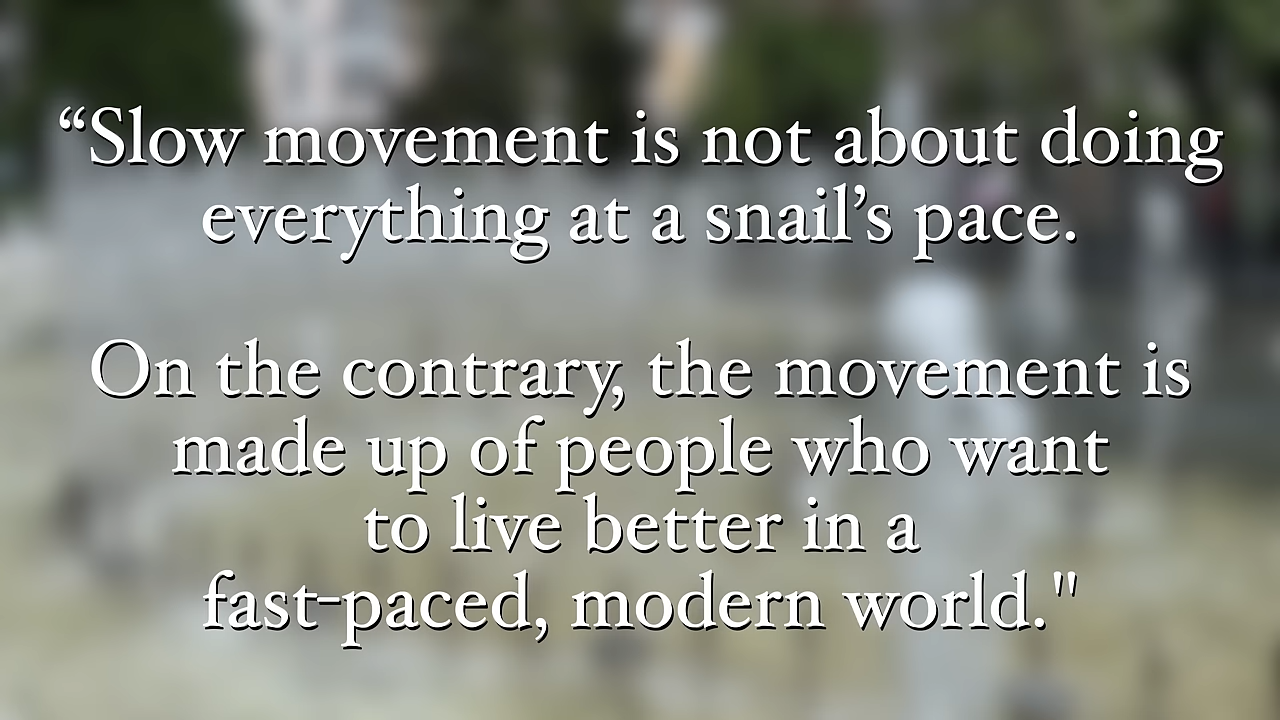 “Slow movement is not about doing
everything at a snail’s pace.
On the contrary, the movement is
made up of people who want
to live better in a
fast-paced, modern world."